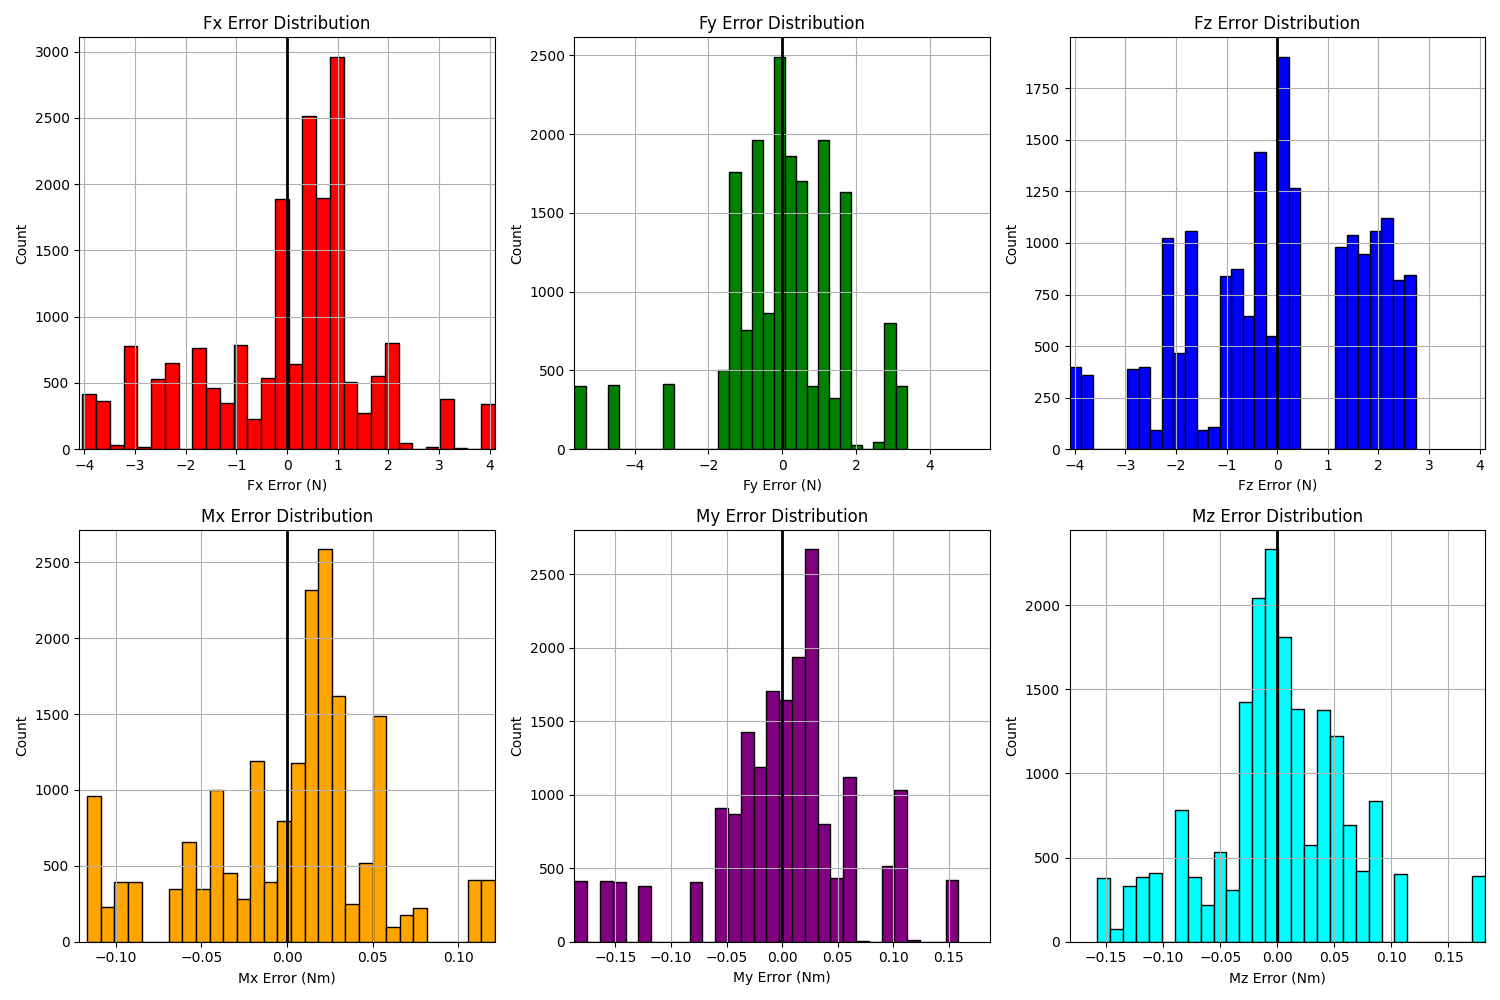 Fx Error Distribution
Count
3000
2500
2000
1500
1000
500
0
−4 −3 −2 −1 0 1 2 3 4
Fx Error (N)
Fy Error Distribution
Count
2500
2000
1500
1000
500
0
−4 −2 0 2 4
Fy Error (N)
Fz Error Distribution
Count
1750
1500
1250
1000
750
500
250
0
−4 −3 −2 −1 0 1 2 3 4
Fz Error (N)
Mx Error Distribution
Count
2500
2000
1500
1000
500
0
−0.10 −0.05 0.00 0.05 0.10
Mx Error (Nm)
My Error Distribution
Count
2500
2000
1500
1000
500
0
−0.15 −0.10 −0.05 0.00 0.05 0.10 0.15
My Error (Nm)
Mz Error Distribution
Count
2000
1500
1000
500
0
−0.15 −0.10 −0.05 0.00 0.05 0.10 0.15
Mz Error (Nm)